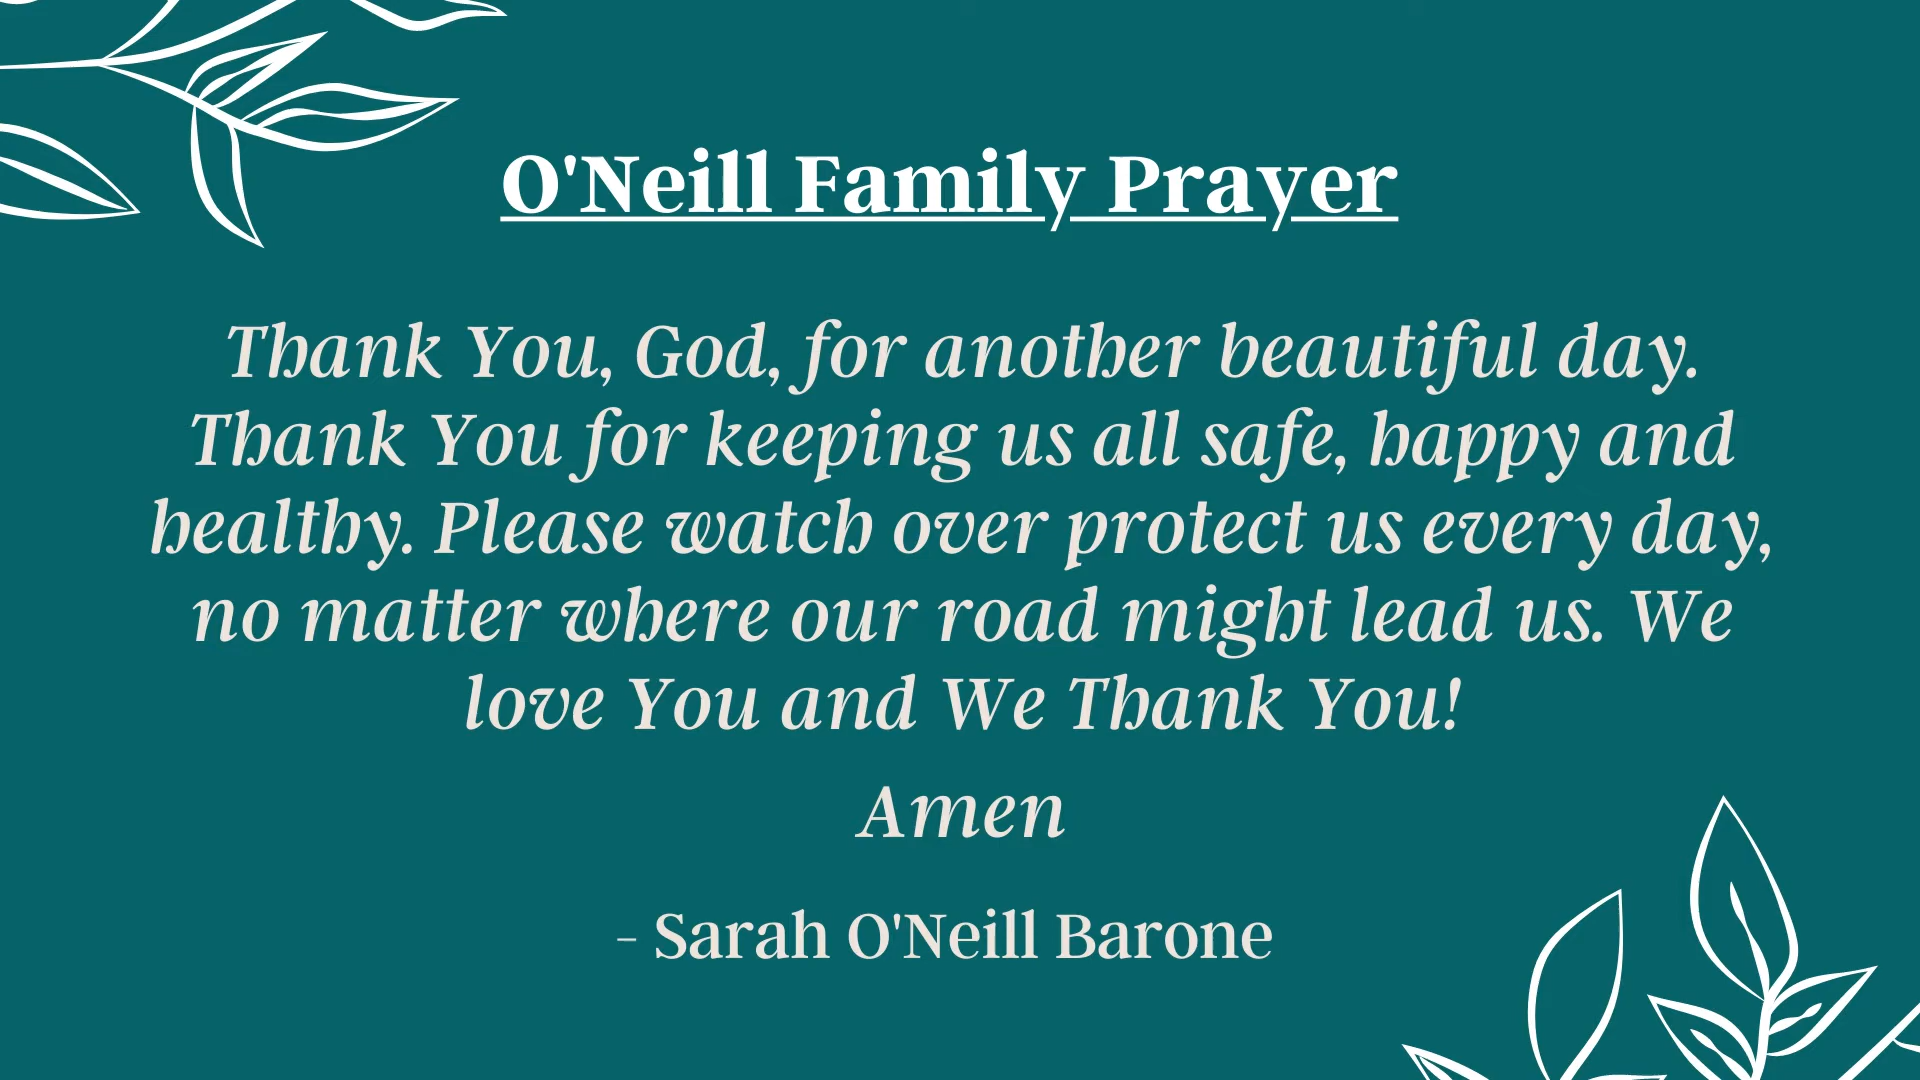 O'Neill Family Prayer
Thank You, God, for another beautiful day.
Thank You for keeping us all safe, happy and
healthy. Please watch over protect us every day,
no matter where our road might lead us. We
love You and We Thank You!
Amen
- Sarah O'Neill Barone